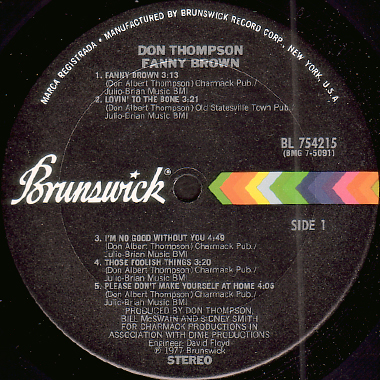 MARCA REGISTRADA • MANUFACTURED BY BRUNSWICK RECORD CORP. • NEW YORK, U.S.A.
DON THOMPSON
FANNY BROWN
1. FANNY BROWN 3:13
(Don Albert Thompson) Charmack Pub./
Julio-Brian Music BMI
2. LOVIN' TO THE BONE 3:21
(Don Albert Thompson) Old Statesville Town Pub./
Julio-Brian Music BMI
BL 754215
(BMG 7-5091)
Brunswick®
SIDE 1
3. I'M NO GOOD WITHOUT YOU 4:49
(Don Albert Thompson) Charmack Pub./
Julio-Brian Music BMI
4. THOSE FOOLISH THINGS 3:20
(Don Albert Thompson) Charmack Pub./
Julio-Brian Music BMI
5. PLEASE DON'T MAKE YOURSELF AT HOME 4:06
(Don Albert Thompson) Charmack Pub./
Julio-Brian Music BMI
PRODUCED BY DON THOMPSON,
BILL McSWAIN AND SIDNEY SMITH
FOR CHARMACK PRODUCTIONS IN
ASSOCIATION WITH DIME PRODUCTIONS
Engineer: David Floyd
℗ 1977 Brunswick
STEREO